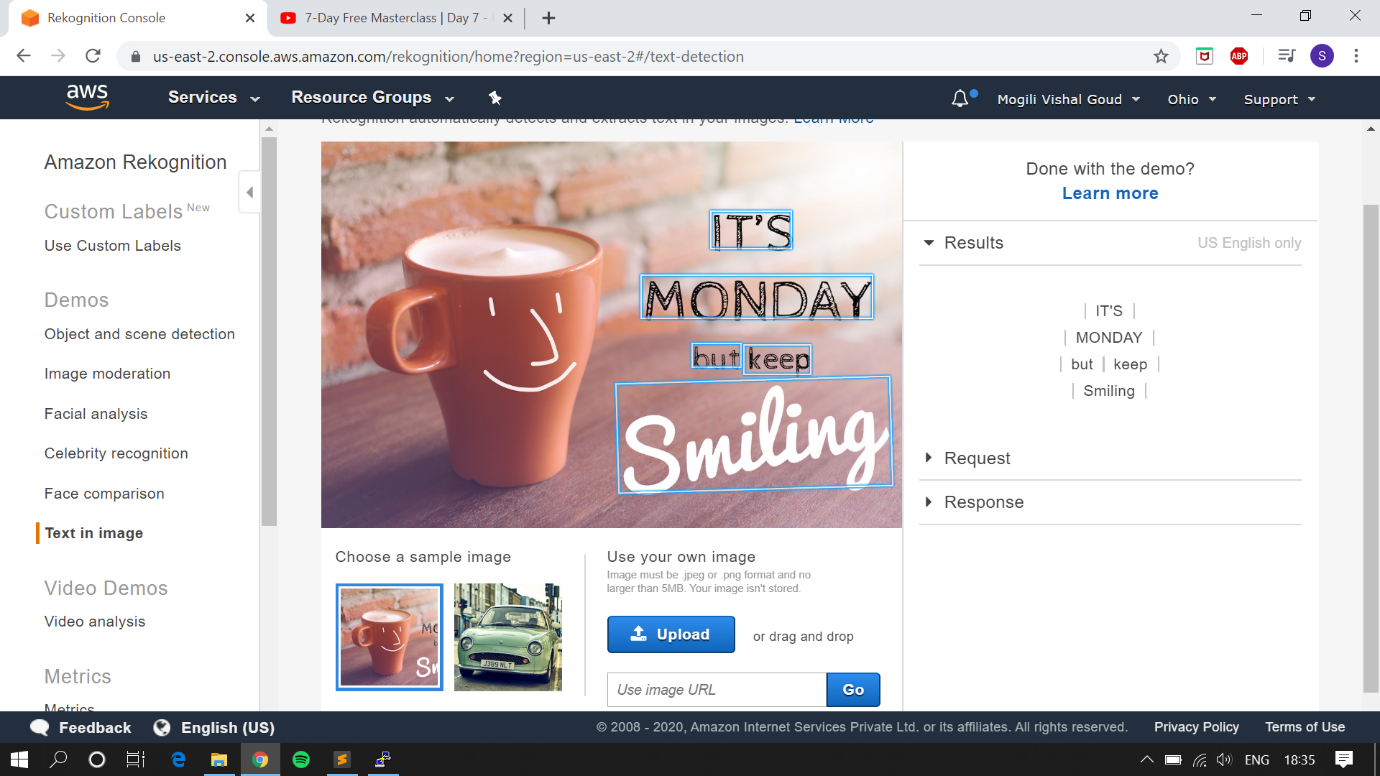 Rekognition Console
7-Day Free Masterclass | Day 7 -
us-east-2.console.aws.amazon.com/rekognition/home?region=us-east-2#/text-detection
ABP
S
aws
Services
Resource Groups
Mogili Vishal Goud
Ohio
Support
Rekognition automatically detects and extracts text in your images. Learn More
Amazon Rekognition
Custom Labels New
Use Custom Labels
Demos
Object and scene detection
Image moderation
Facial analysis
Celebrity recognition
Face comparison
Text in image
Video Demos
Video analysis
Metrics
Metrics
IT'S
MONDAY
but keep
Smiling
Choose a sample image
J399 NLT
Use your own image
Image must be .jpeg or .png format and no
larger than 5MB. Your image isn't stored.
Upload
or drag and drop
Use image URL
Go
Done with the demo?
Learn more
Results
US English only
| IT'S |
| MONDAY |
| but | keep |
| Smiling |
Request
Response
Feedback
English (US)
© 2008 - 2020, Amazon Internet Services Private Ltd. or its affiliates. All rights reserved.
Privacy Policy
Terms of Use
ENG
18:35